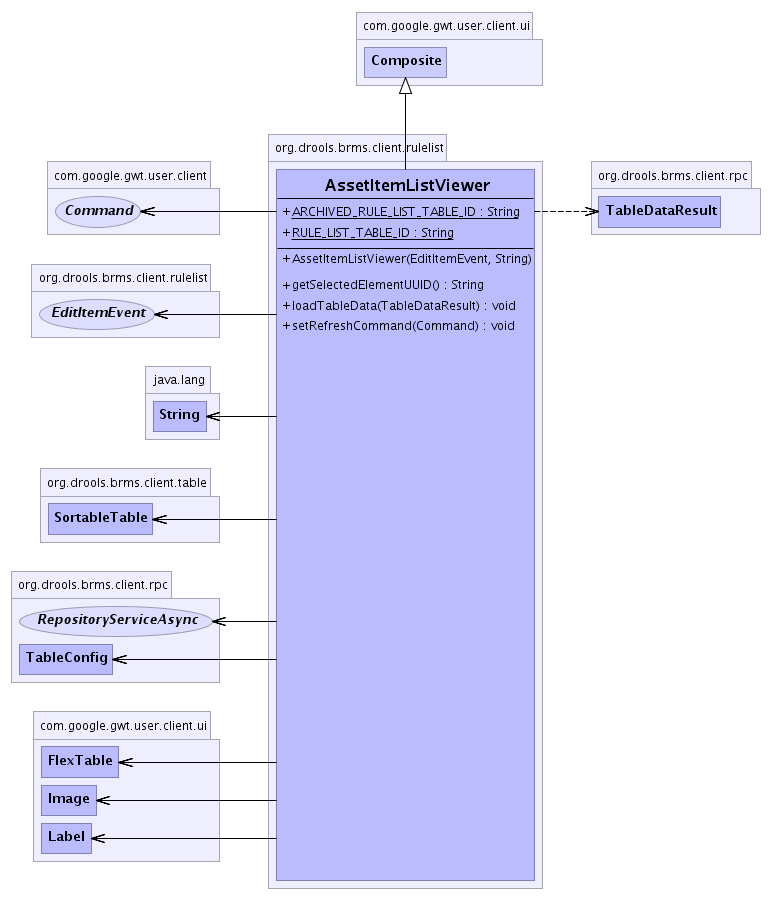 com.google.gwt.user.client.ui
Composite
org.drools.brms.client.rulelist
AssetItemListViewer
+ARCHIVED_RULE_LIST_TABLE_ID : String
+RULE_LIST_TABLE_ID : String
+AssetItemListViewer(EditItemEvent, String)
+getSelectedElementUUID() : String
+loadTableData(TableDataResult) : void
+setRefreshCommand(Command) : void
com.google.gwt.user.client
Command
org.drools.brms.client.rpc
TableDataResult
org.drools.brms.client.rulelist
EditItemEvent
java.lang
String
org.drools.brms.client.table
SortableTable
org.drools.brms.client.rpc
RepositoryServiceAsync
TableConfig
com.google.gwt.user.client.ui
FlexTable
Image
Label